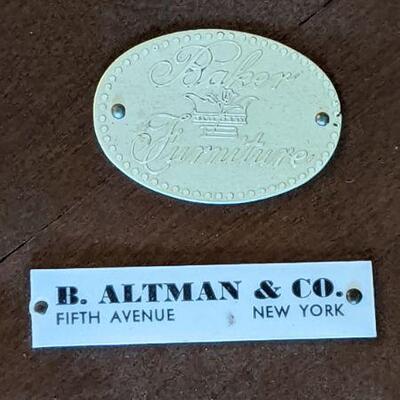 Baker
Furniture
B. ALTMAN & CO.
FIFTH AVENUE NEW YORK